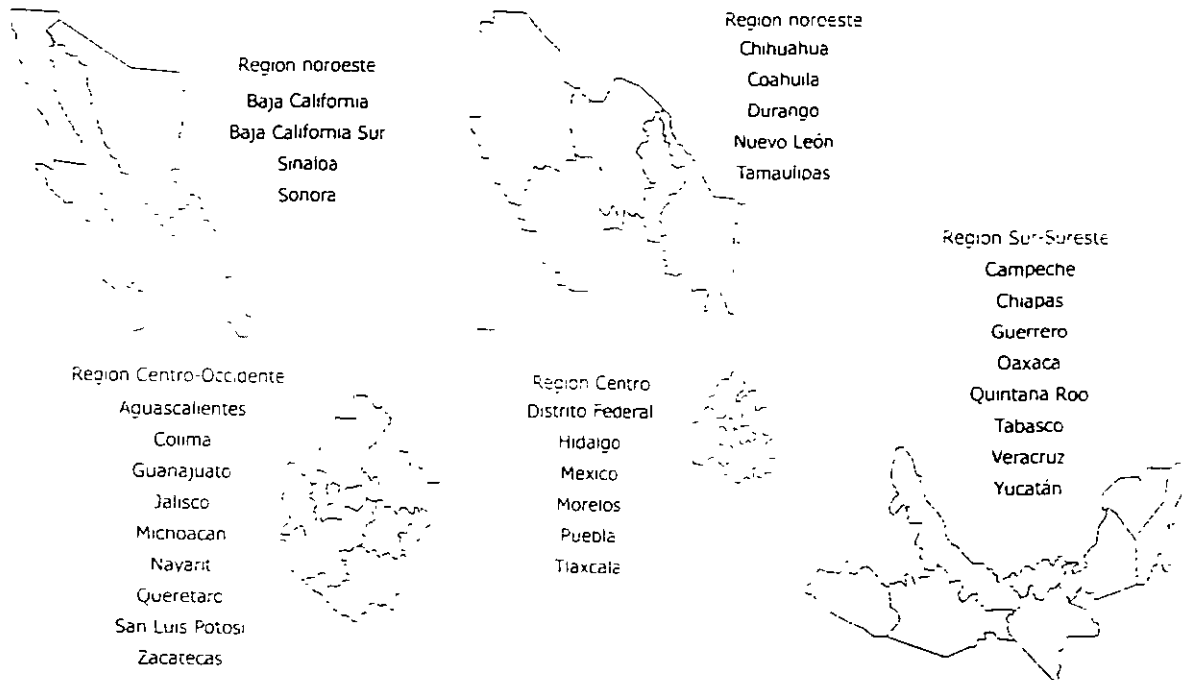 Region noroeste
Baja California
Baja California Sur
Sinaloa
Sonora
Region noroeste
Chihuahua
Coahuila
Durango
Nuevo León
Tamaulipas
Region Sur-Sureste
Campeche
Chiapas
Guerrero
Oaxaca
Quintana Roo
Tabasco
Veracruz
Yucatán
Region Centro-Occidente
Aguascalientes
Colima
Guanajuato
Jalisco
Michoacan
Nayarit
Queretaro
San Luis Potosi
Zacatecas
Region Centro
Distrito Federal
Hidalgo
Mexico
Morelos
Puebla
Tlaxcala